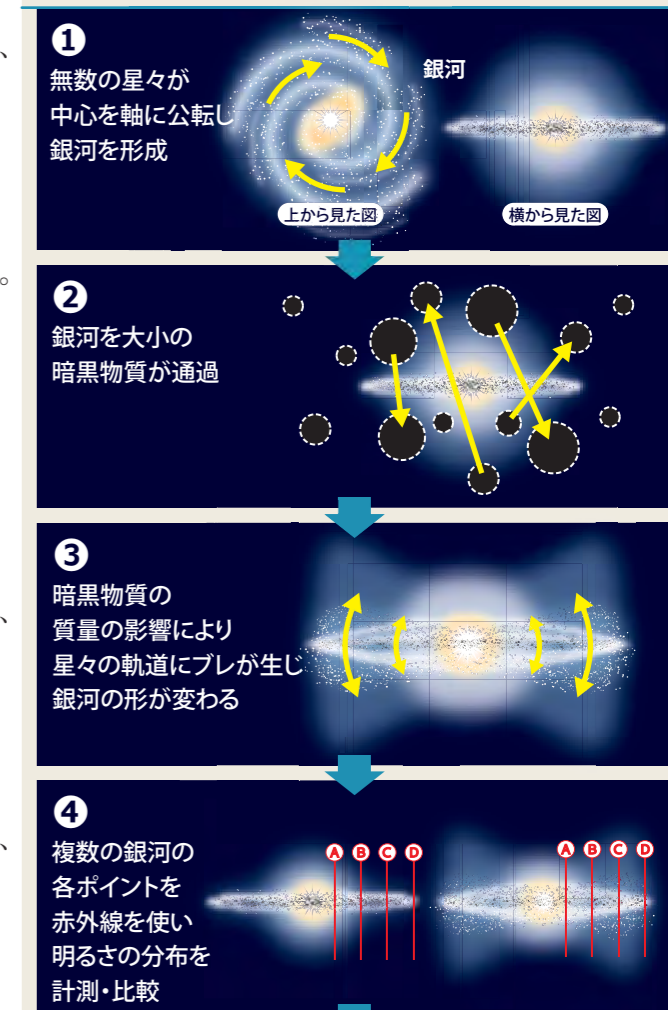 ❶
無数の星々が
中心を軸に公転し
銀河を形成
銀河
上から見た図
横から見た図
❷
銀河を大小の
暗黒物質が通過
❸
暗黒物質の
質量の影響により
星々の軌道にブレが生じ
銀河の形が変わる
❹
複数の銀河の
各ポイントを
赤外線を使い
明るさの分布を
計測・比較
Ⓐ Ⓑ Ⓒ Ⓓ
Ⓐ Ⓑ Ⓒ Ⓓ
、
。
、
、